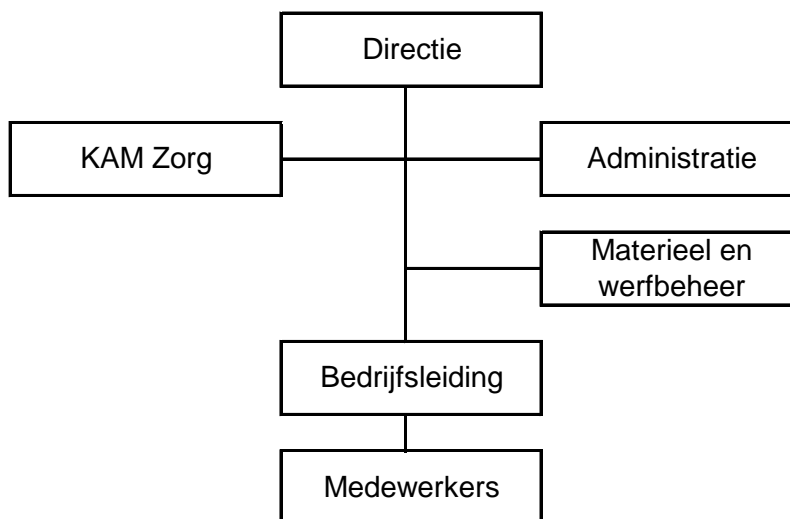 Directie
KAM Zorg
Administratie
Materieel en
werfbeheer
Bedrijfsleiding
Medewerkers